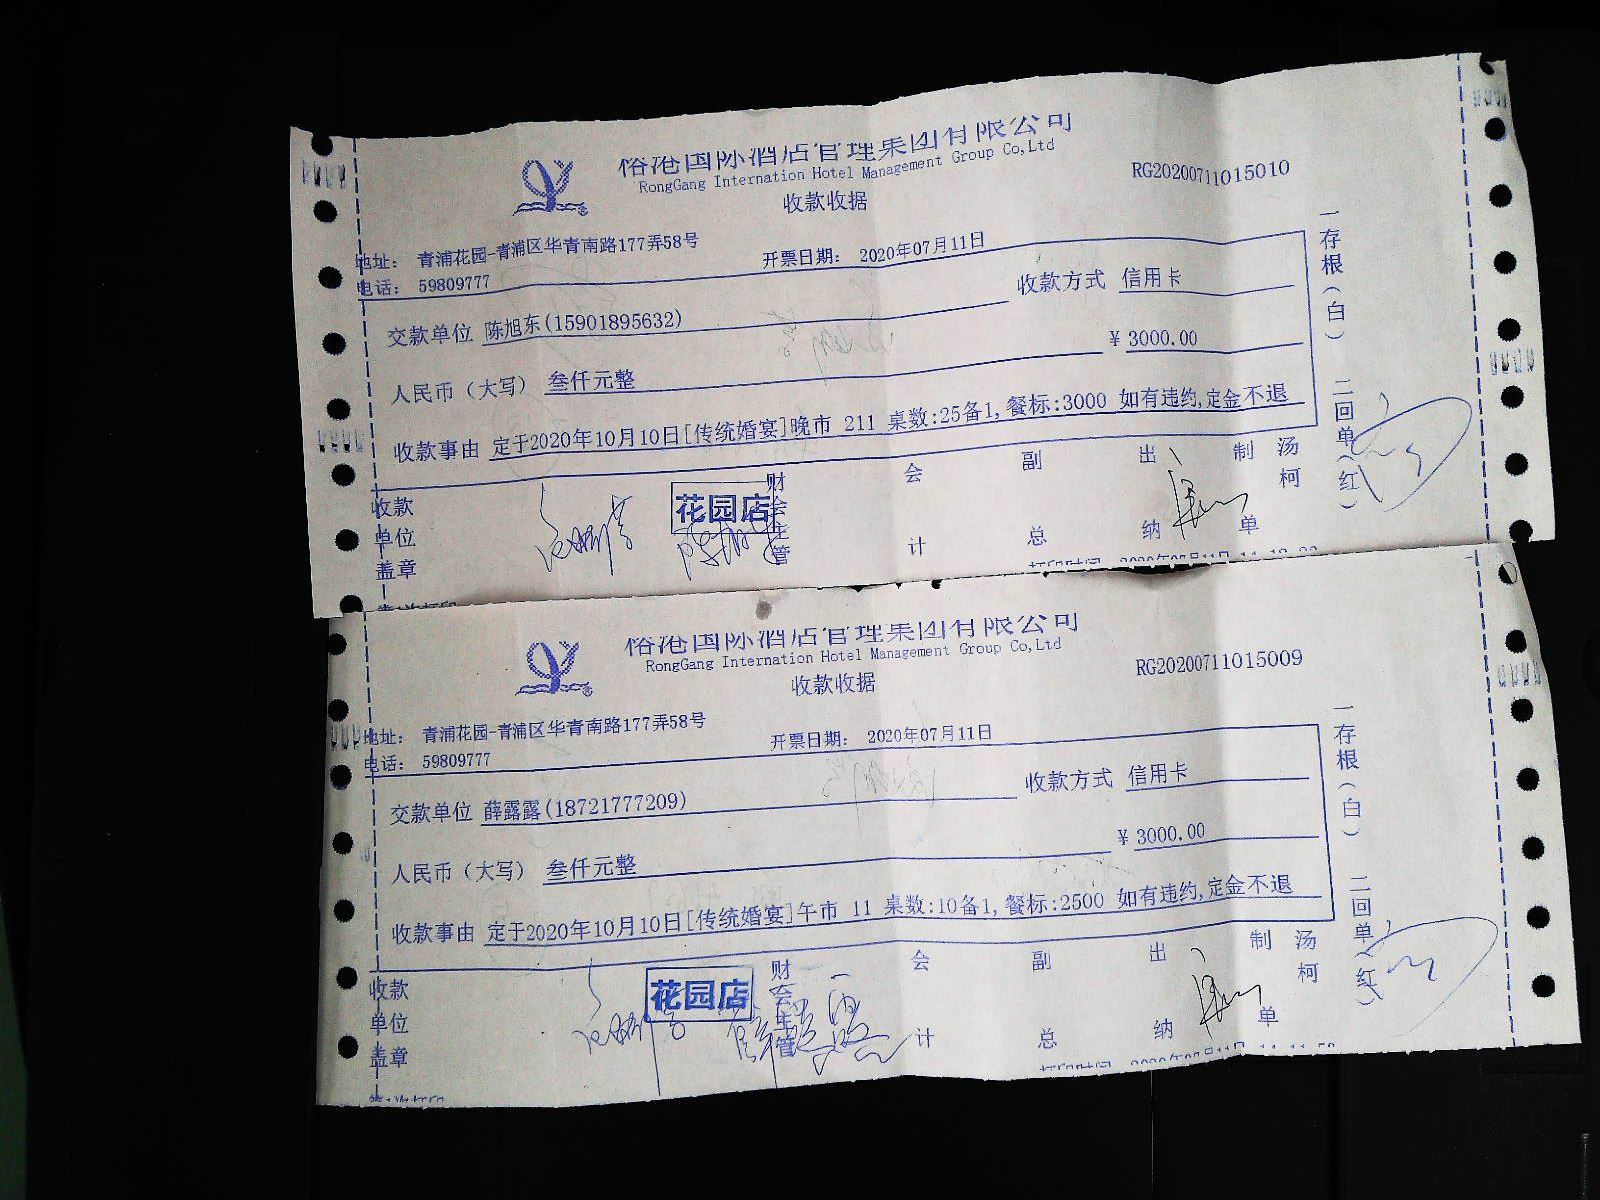 裕港国际酒店管理集团有限公司
RongGang Internation Hotel Management Group Co,Ltd
RG20200711015010
收款收据
地址： 青浦花园-青浦区华青南路177弄58号
开票日期： 2020年07月11日
电话： 59809777
收款方式 信用卡
交款单位 陈旭东(15901895632)
人民币（大写） 叁仟元整
¥ 3000.00
收款事由 定于2020年10月10日[传统婚宴]晚市 211 桌数:25备1,餐标:3000 如有违约,定金不退
收款单位盖章
花园店
财会主管
会计
副总
出纳
制单
汤柯
一存根（白）
二回单（红）
打印时间
裕港国际酒店管理集团有限公司
RongGang Internation Hotel Management Group Co,Ltd
RG20200711015009
收款收据
地址： 青浦花园-青浦区华青南路177弄58号
开票日期： 2020年07月11日
电话： 59809777
收款方式 信用卡
交款单位 薛露露(18721777209)
人民币（大写） 叁仟元整
¥ 3000.00
收款事由 定于2020年10月10日[传统婚宴]午市 11 桌数:10备1,餐标:2500 如有违约,定金不退
收款单位盖章
花园店
财会主管
会计
副总
出纳
制单
汤柯
一存根（白）
二回单（红）